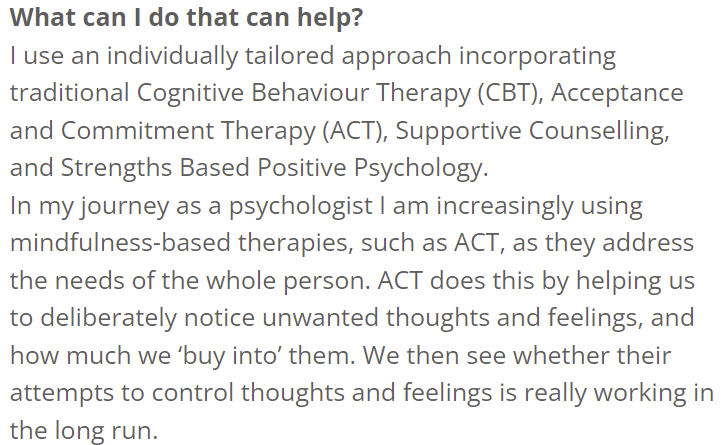 What can I do that can help?
I use an individually tailored approach incorporating
traditional Cognitive Behaviour Therapy (CBT), Acceptance
and Commitment Therapy (ACT), Supportive Counselling,
and Strengths Based Positive Psychology.
In my journey as a psychologist I am increasingly using
mindfulness-based therapies, such as ACT, as they address
the needs of the whole person. ACT does this by helping us
to deliberately notice unwanted thoughts and feelings, and
how much we ‘buy into’ them. We then see whether their
attempts to control thoughts and feelings is really working in
the long run.